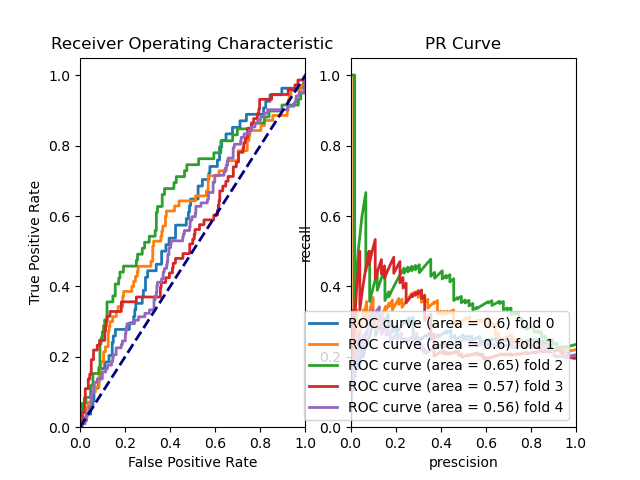 Receiver Operating Characteristic
PR Curve
True Positive Rate
1.0
0.8
0.6
0.4
0.2
0.0
0.0 0.2 0.4 0.6 0.8 1.0
False Positive Rate
recall
1.0
0.8
0.6
0.4
0.2
0.0
ROC curve (area = 0.6) fold 0
ROC curve (area = 0.6) fold 1
ROC curve (area = 0.65) fold 2
ROC curve (area = 0.57) fold 3
ROC curve (area = 0.56) fold 4
0.0 0.2 0.4 0.6 0.8 1.0
prescision